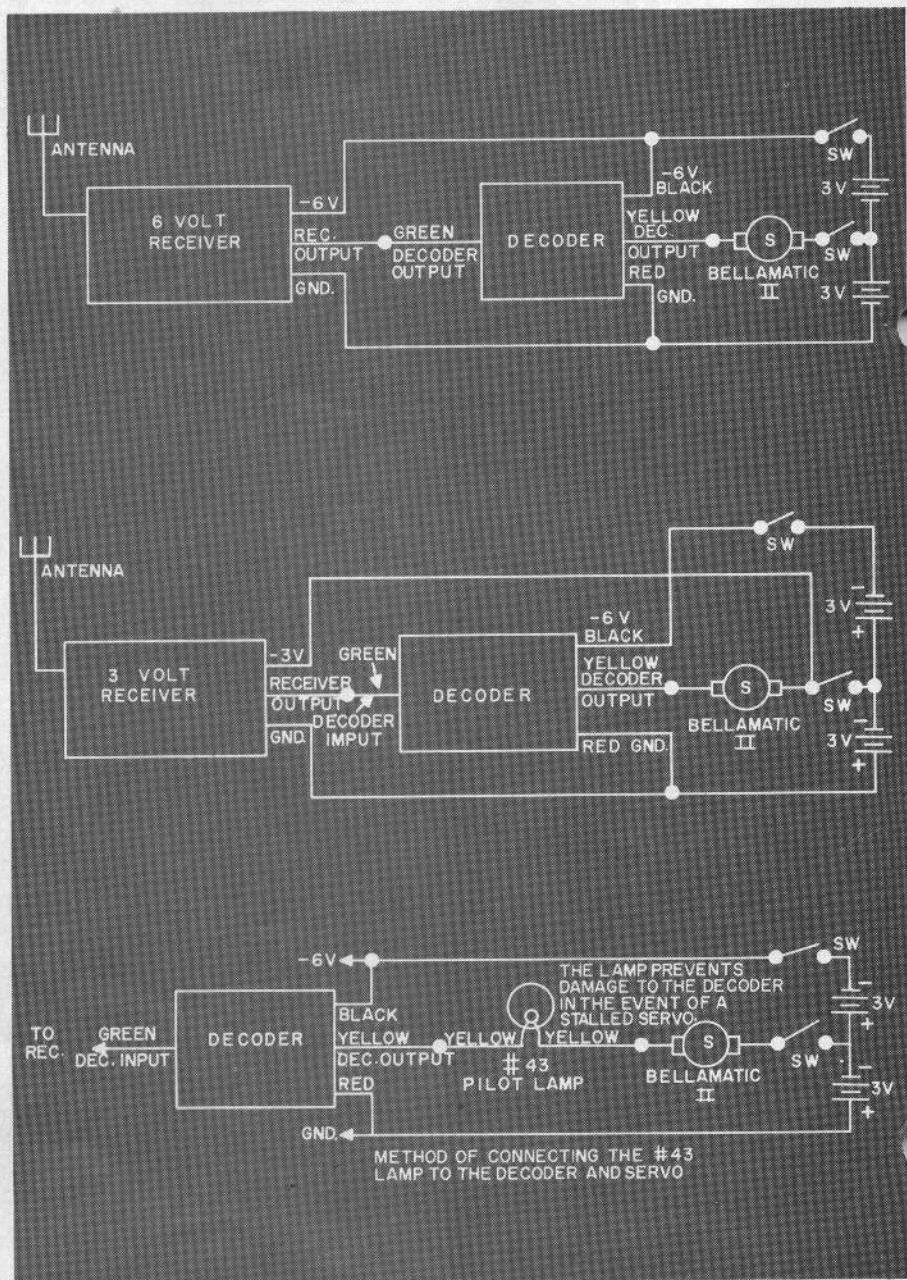 ANTENNA
6 VOLT
RECEIVER
-6V
REC.
OUTPUT
GND.
GREEN
DECODER
OUTPUT
DECODER
-6V
BLACK
YELLOW
DEC.
OUTPUT
RED
GND.
S
BELLAMATIC
II
SW
3V
SW
3V
ANTENNA
3 VOLT
RECEIVER
-3V
RECEIVER
OUTPUT
GND.
GREEN
DECODER
IMPUT
DECODER
-6V
BLACK
YELLOW
DECODER
OUTPUT
RED GND.
S
BELLAMATIC
II
SW
-
3V
+
SW
-
3V
+
TO
REC.
GREEN
DEC. INPUT
DECODER
-6V
BLACK
YELLOW
DEC. OUTPUT
RED
GND.
YELLOW
YELLOW
#43
PILOT LAMP
THE LAMP PREVENTS
DAMAGE TO THE DECODER
IN THE EVENT OF A
STALLED SERVO.
S
BELLAMATIC
II
SW
-
3V
+
SW
-
3V
+
METHOD OF CONNECTING THE #43
LAMP TO THE DECODER AND SERVO